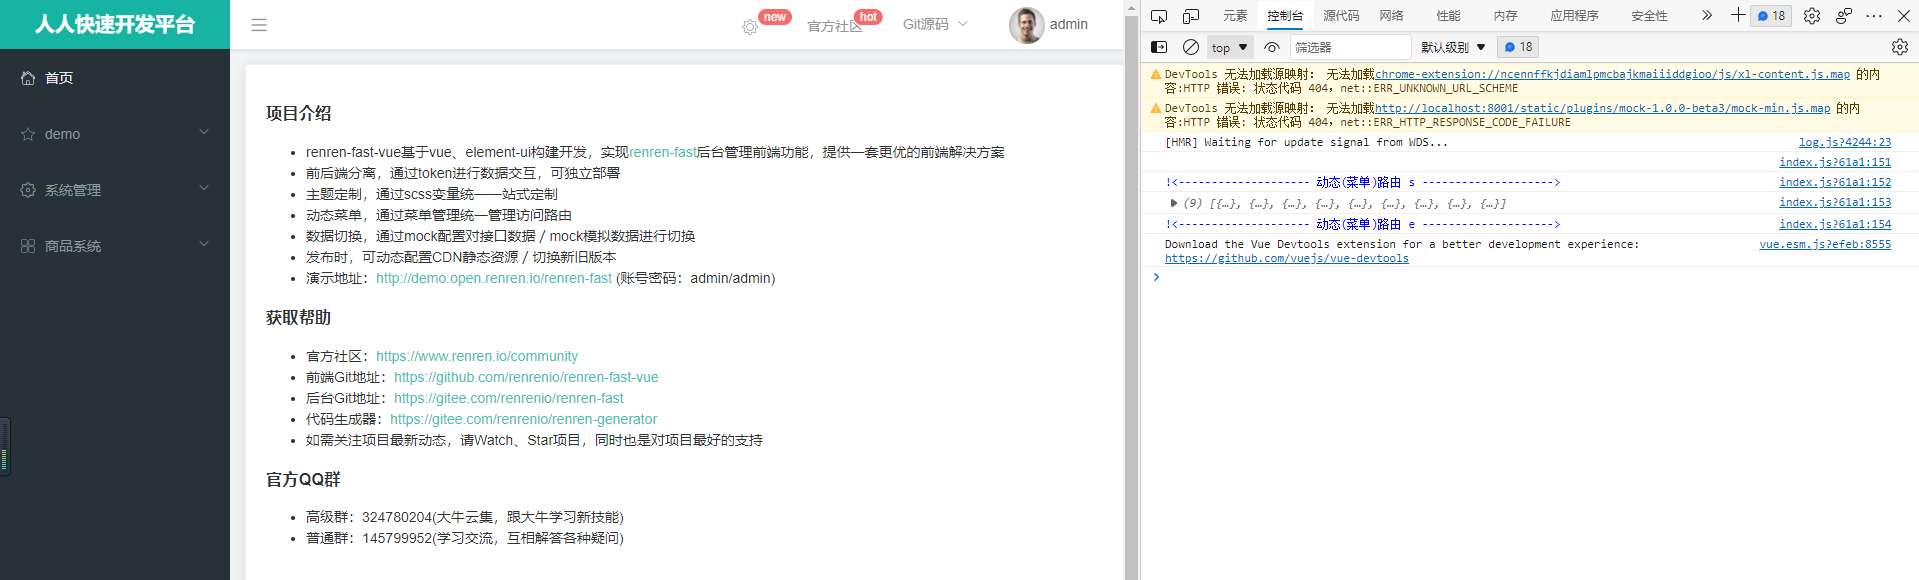 人人快速开发平台
new
官方社区
hot
Git源码
admin
首页
demo
系统管理
商品系统
项目介绍
renren-fast-vue基于vue、element-ui构建开发，实现renren-fast后台管理前端功能，提供一套更优的前端解决方案
前后端分离，通过token进行数据交互，可独立部署
主题定制，通过scss变量统一一站式定制
动态菜单，通过菜单管理统一管理访问路由
数据切换，通过mock配置对接口数据／mock模拟数据进行切换
发布时，可动态配置CDN静态资源／切换新旧版本
演示地址：http://demo.open.renren.io/renren-fast (账号密码：admin/admin)
获取帮助
官方社区：https://www.renren.io/community
前端Git地址：https://github.com/renrenio/renren-fast-vue
后台Git地址：https://gitee.com/renrenio/renren-fast
代码生成器：https://gitee.com/renrenio/renren-generator
如需关注项目最新动态，请Watch、Star项目，同时也是对项目最好的支持
官方QQ群
高级群：324780204(大牛云集，跟大牛学习新技能)
普通群：145799952(学习交流，互相解答各种疑问)
元素
控制台
源代码
网络
性能
内存
应用程序
安全性
18
top
筛选器
默认级别
18
DevTools 无法加载源映射: 无法加载chrome-extension://ncennffkjdiamlpmcbajkmaiiiddgioo/js/xl-content.js.map 的内
容:HTTP 错误: 状态代码 404, net::ERR_UNKNOWN_URL_SCHEME
DevTools 无法加载源映射: 无法加载http://localhost:8001/static/plugins/mock-1.0.0-beta3/mock-min.js.map 的内
容:HTTP 错误: 状态代码 404, net::ERR_HTTP_RESPONSE_CODE_FAILURE
[HMR] Waiting for update signal from WDS... log.js?4244:23
index.js?61a1:151
!<-------------------- 动态(菜单)路由 s --------------------> index.js?61a1:152
(9) [{…}, {…}, {…}, {…}, {…}, {…}, {…}, {…}, {…}] index.js?61a1:153
!<-------------------- 动态(菜单)路由 e --------------------> index.js?61a1:154
Download the Vue Devtools extension for a better development experience: vue.esm.js?efeb:8555
https://github.com/vuejs/vue-devtools